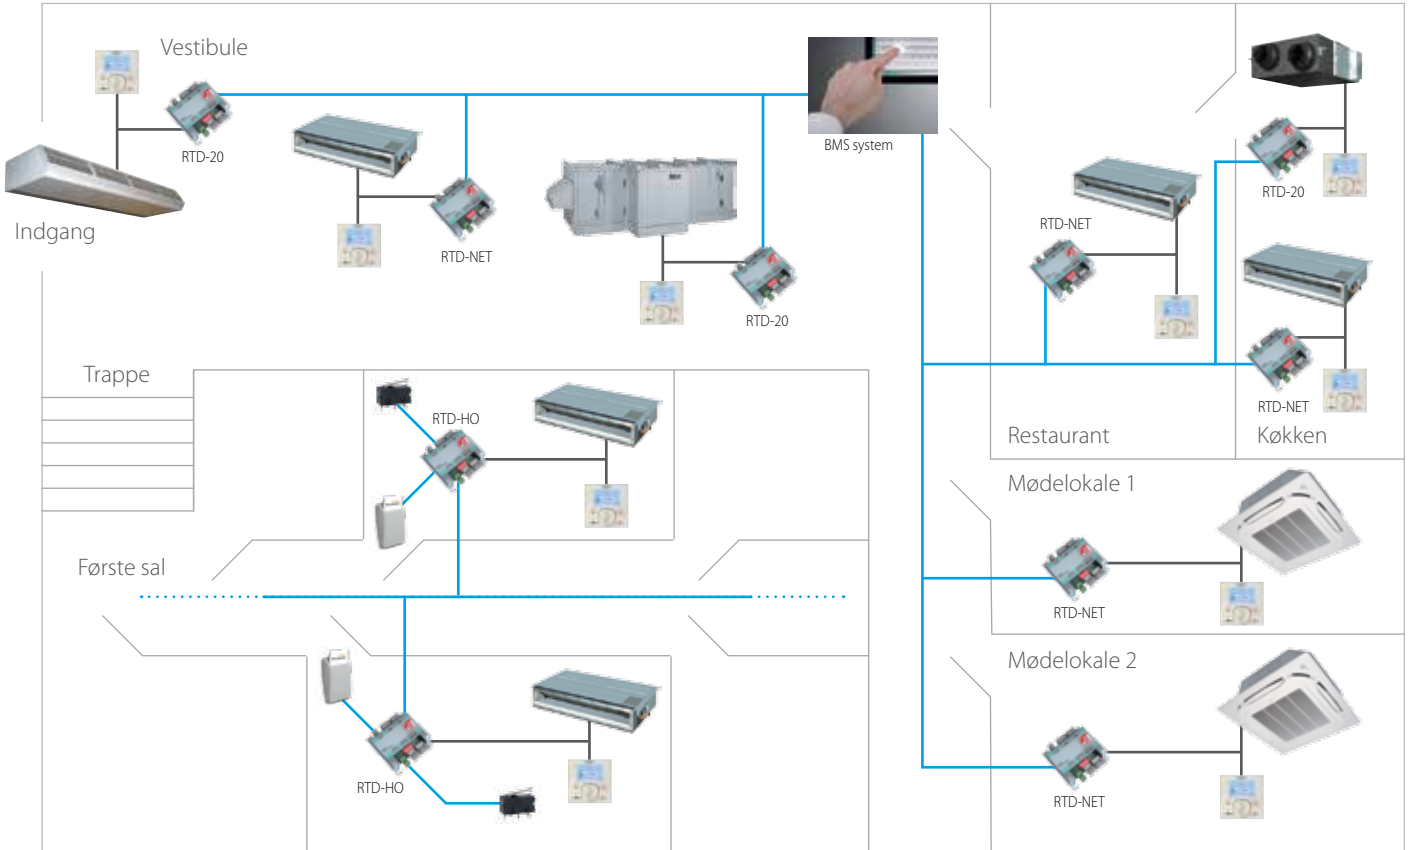 Vestibule
BMS system
RTD-20
Indgang
RTD-NET
RTD-20
RTD-NET
RTD-20
RTD-NET
Restaurant
Køkken
Trappe
RTD-HO
Første sal
RTD-HO
Mødelokale 1
RTD-NET
Mødelokale 2
RTD-NET